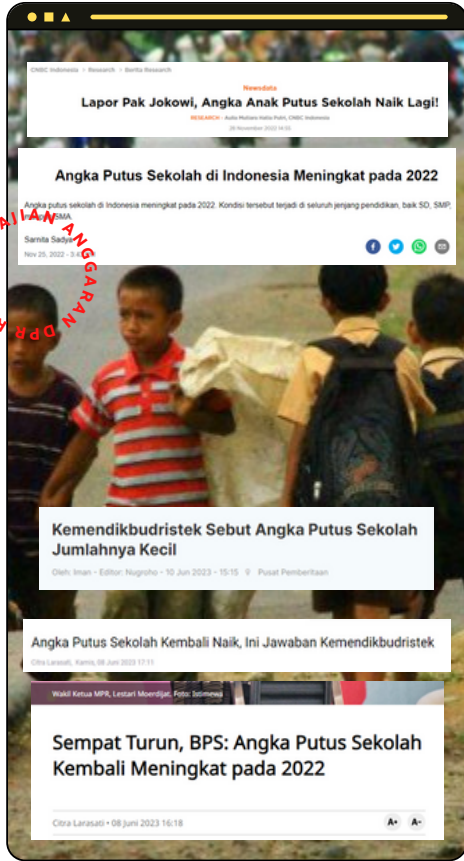 CNBC Indonesia > Research > Berita Research
Newsdata
Lapor Pak Jokowi, Angka Anak Putus Sekolah Naik Lagi!
RESEARCH - Aulia Mutiara Hatia Putri, CNBC Indonesia
28 November 2022 14:55
Angka Putus Sekolah di Indonesia Meningkat pada 2022
Angka putus sekolah di Indonesia meningkat pada 2022. Kondisi tersebut terjadi di seluruh jenjang pendidikan, baik SD, SMP,
SMA.
Sarnita Sadya
Nov 25, 2022 - 3:4
AJIAN ANGGARAN DPR R
Kemendikbudristek Sebut Angka Putus Sekolah
Jumlahnya Kecil
Oleh: Iman - Editor: Nugroho - 10 Jun 2023 - 15:15 Pusat Pemberitaan
Angka Putus Sekolah Kembali Naik, Ini Jawaban Kemendikbudristek
Citra Larasati, Kamis, 08 Juni 2023 17:11
Wakil Ketua MPR, Lestari Moerdijat. Foto: Istimewa
Sempat Turun, BPS: Angka Putus Sekolah
Kembali Meningkat pada 2022
Citra Larasati • 08 Juni 2023 16:18
A+ A-